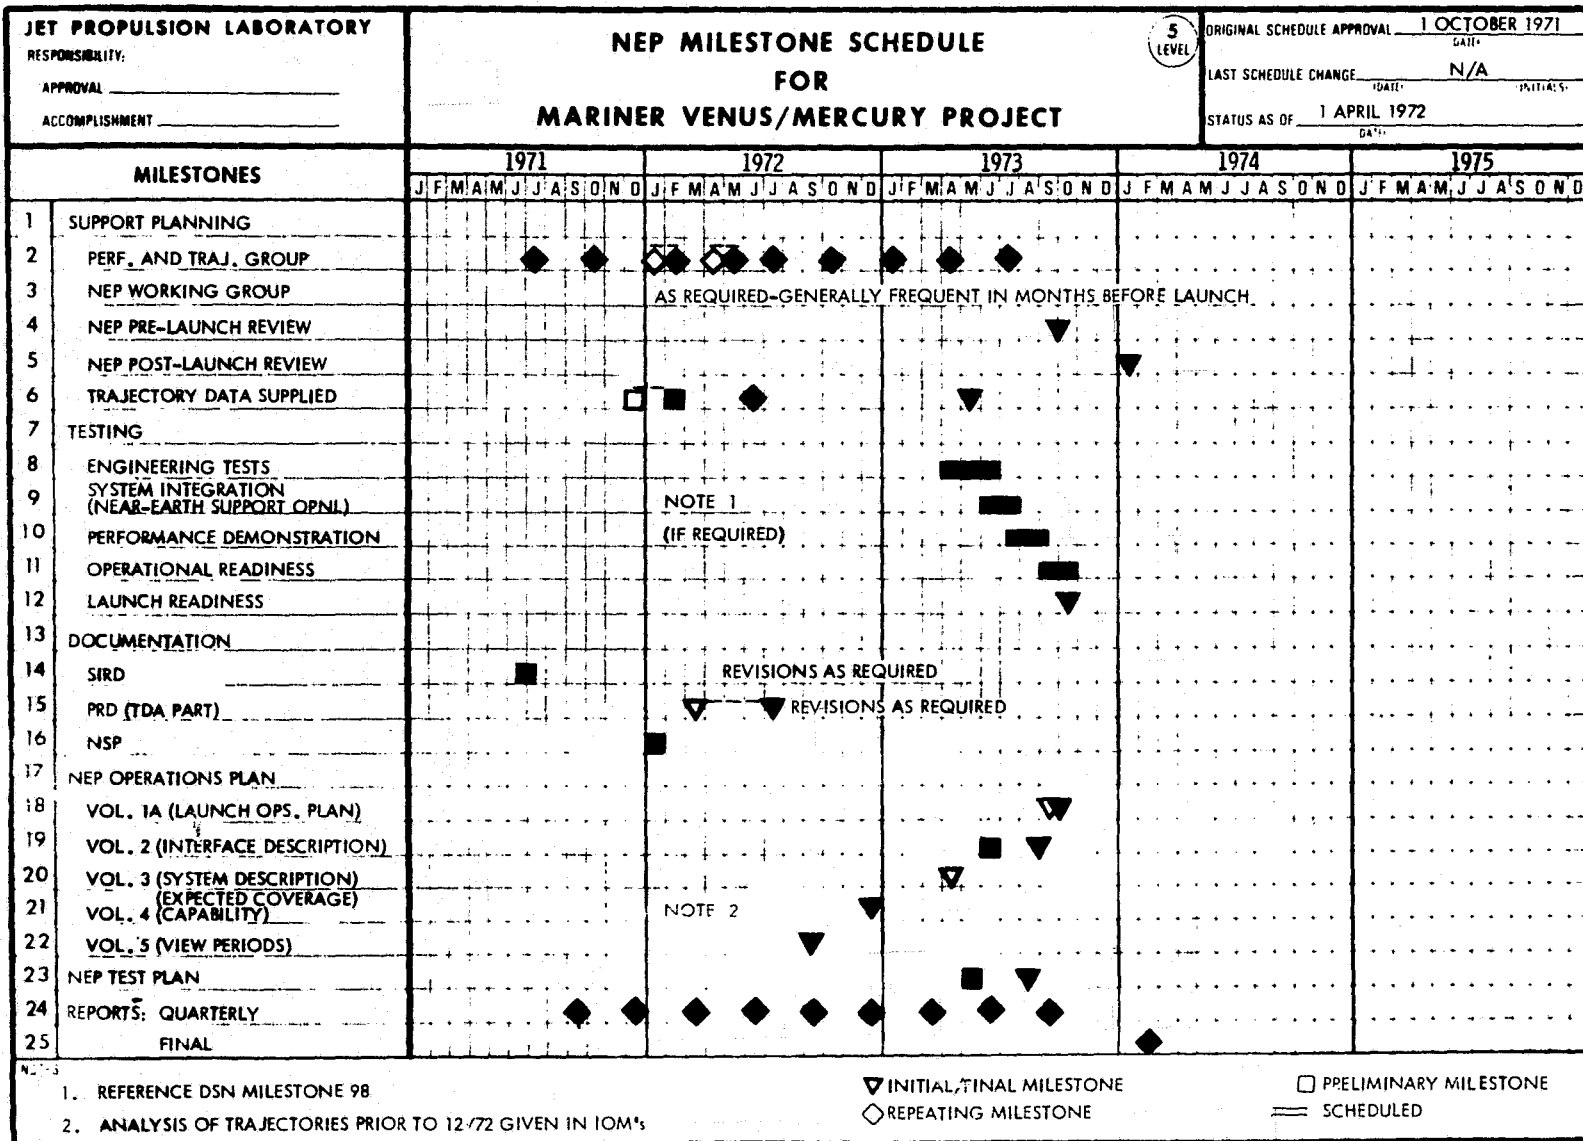 JET PROPULSION LABORATORY
RESPONSIBILITY:
APPROVAL
ACCOMPLISHMENT
NEP MILESTONE SCHEDULE
FOR
MARINER VENUS/MERCURY PROJECT
5
LEVEL
ORIGINAL SCHEDULE APPROVAL 1 OCTOBER 1971
DATE
LAST SCHEDULE CHANGE N/A
(DATE) (INITIALS)
STATUS AS OF 1 APRIL 1972
DATE
MILESTONES
1971 1972 1973 1974 1975
J F M A M J J A S O N D J F M A M J J A S O N D J F M A M J J A S O N D J F M A M J J A S O N D J F M A M J J A S O N D
1 SUPPORT PLANNING
2 PERF. AND TRAJ. GROUP
3 NEP WORKING GROUP AS REQUIRED-GENERALLY FREQUENT IN MONTHS BEFORE LAUNCH
4 NEP PRE-LAUNCH REVIEW
5 NEP POST-LAUNCH REVIEW
6 TRAJECTORY DATA SUPPLIED
7 TESTING
8 ENGINEERING TESTS
9 SYSTEM INTEGRATION
(NEAR-EARTH SUPPORT OPNL) NOTE 1
10 PERFORMANCE DEMONSTRATION (IF REQUIRED)
11 OPERATIONAL READINESS
12 LAUNCH READINESS
13 DOCUMENTATION
14 SIRD REVISIONS AS REQUIRED
15 PRD (TDA PART) REVISIONS AS REQUIRED
16 NSP
17 NEP OPERATIONS PLAN
18 VOL. 1A (LAUNCH OPS. PLAN)
19 VOL. 2 (INTERFACE DESCRIPTION)
20 VOL. 3 (SYSTEM DESCRIPTION)
(EXPECTED COVERAGE)
21 VOL. 4 (CAPABILITY) NOTE 2
22 VOL. 5 (VIEW PERIODS)
23 NEP TEST PLAN
24 REPORTS: QUARTERLY
25 FINAL
NOTES
1. REFERENCE DSN MILESTONE 98
2. ANALYSIS OF TRAJECTORIES PRIOR TO 12/72 GIVEN IN IOM's
INITIAL/FINAL MILESTONE
REPEATING MILESTONE
PRELIMINARY MILESTONE
SCHEDULED